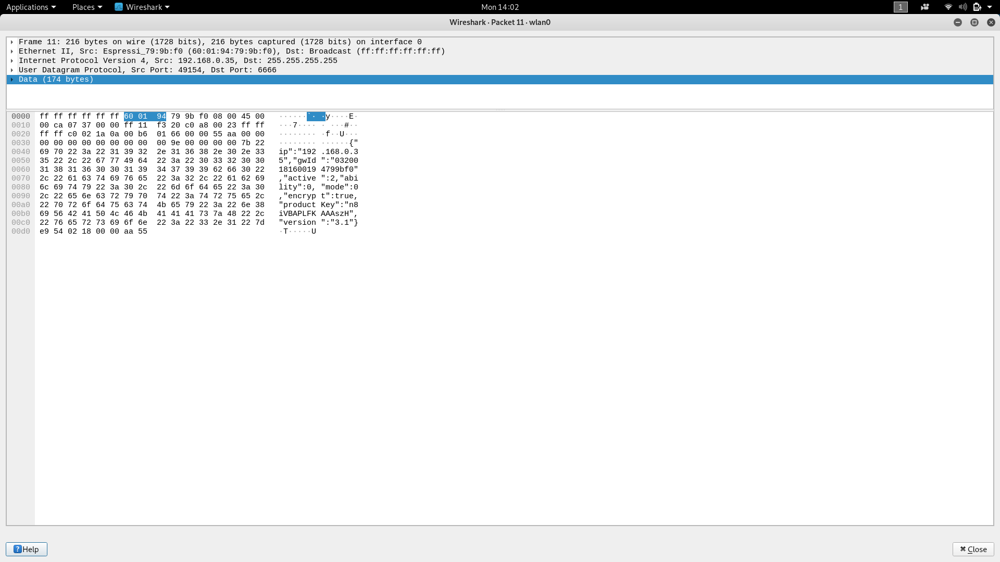 Applications Places Wireshark Mon 14:02 1
Wireshark · Packet 11 · wlan0
Frame 11: 216 bytes on wire (1728 bits), 216 bytes captured (1728 bits) on interface 0
Ethernet II, Src: Espressi_79:9b:f0 (60:01:94:79:9b:f0), Dst: Broadcast (ff:ff:ff:ff:ff:ff)
Internet Protocol Version 4, Src: 192.168.0.35, Dst: 255.255.255.255
User Datagram Protocol, Src Port: 49154, Dst Port: 6666
Data (174 bytes)
0000 ff ff ff ff ff ff 60 01 94 79 9b f0 08 00 45 00 ······`· ·y····E·
0010 00 ca 07 37 00 00 ff 11 f3 20 c0 a8 00 23 ff ff ···7···· · ···#··
0020 ff ff c0 02 1a 0a 00 b6 01 66 00 00 55 aa 00 00 ········ ·f··U···
0030 00 00 00 00 00 00 00 00 00 9e 00 00 00 00 7b 22 ········ ······{"
0040 69 70 22 3a 22 31 39 32 2e 31 36 38 2e 30 2e 33 ip":"192 .168.0.3
0050 35 22 2c 22 67 77 49 64 22 3a 22 30 33 32 30 30 5","gwId ":"03200
0060 31 38 31 36 30 30 31 39 34 37 39 39 62 66 30 22 18160019 4799bf0"
0070 2c 22 61 63 74 69 76 65 22 3a 32 2c 22 61 62 69 ,"active ":2,"abi
0080 6c 69 74 79 22 3a 30 2c 22 6d 6f 64 65 22 3a 30 lity":0, "mode":0
0090 2c 22 65 6e 63 72 79 70 74 22 3a 74 72 75 65 2c ,"encryp t":true,
00a0 22 70 72 6f 64 75 63 74 4b 65 79 22 3a 22 6e 38 "product Key":"n8
00b0 69 56 42 41 50 4c 46 4b 41 41 41 73 7a 48 22 2c iVBAPLFK AAAszH",
00c0 22 76 65 72 73 69 6f 6e 22 3a 22 33 2e 31 22 7d "version ":"3.1"}
00d0 e9 54 02 18 00 00 aa 55 ·T·····U
Help Close